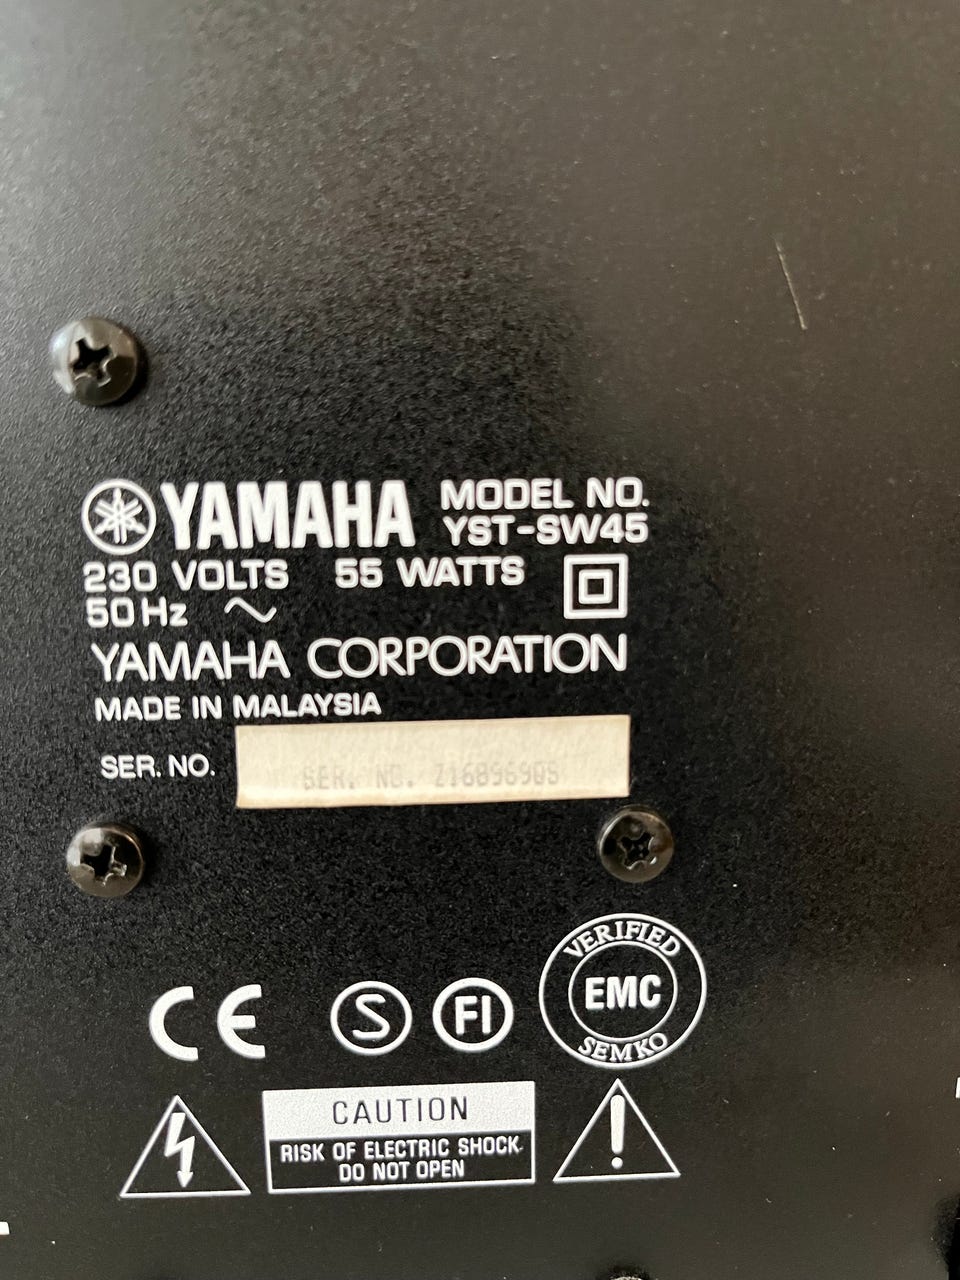 YAMAHA MODEL NO.
YST-SW45
230 VOLTS 55 WATTS
50 Hz ~
YAMAHA CORPORATION
MADE IN MALAYSIA
SER. NO. SER. NO.
CE S FI VERIFIED EMC SEMKO
CAUTION
RISK OF ELECTRIC SHOCK
DO NOT OPEN